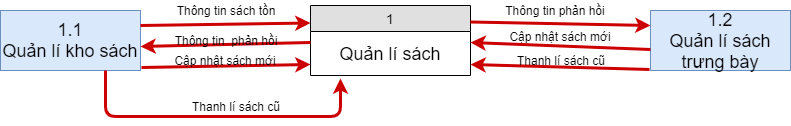 1.1
Quản lí kho sách
Thông tin sách tồn
Thông tin  phản hồi
Cập nhật sách mới
Thanh lí sách cũ
1
Quản lí sách
Thông tin phản hồi
Cập nhật sách mới
Thanh lí sách cũ
1.2
Quản lí sách
trưng bày